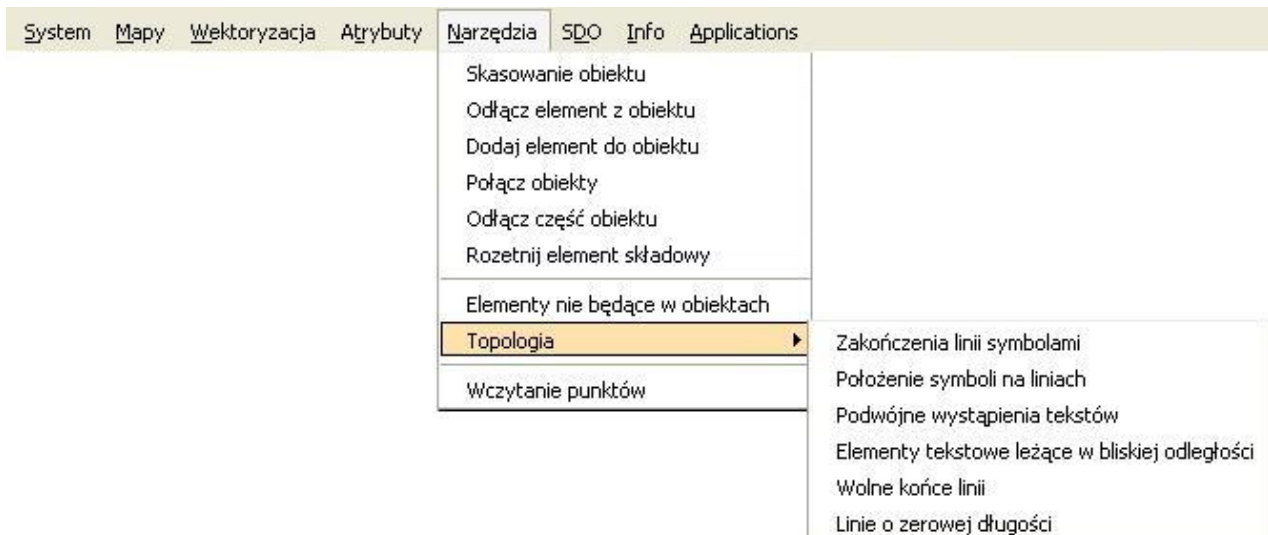 System Mapy Wektoryzacja Atrybuty Narzędzia SDO Info Applications
Skasowanie obiektu
Odłącz element z obiektu
Dodaj element do obiektu
Połącz obiekty
Odłącz część obiektu
Rozetnij element składowy
Elementy nie będące w obiektach
Topologia
Wczytanie punktów
Zakończenia linii symbolami
Położenie symboli na liniach
Podwójne wystąpienia tekstów
Elementy tekstowe leżące w bliskiej odległości
Wolne końce linii
Linie o zerowej długości